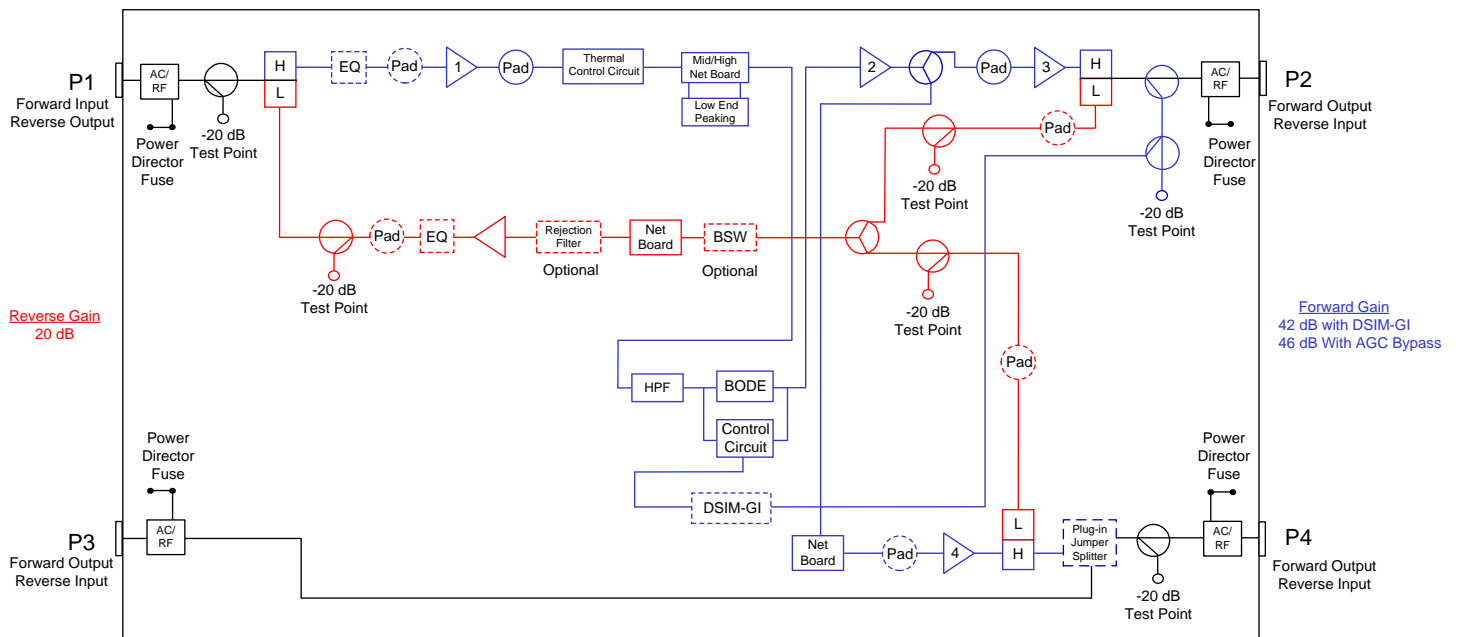 P1
Forward Input
Reverse Output
AC/
RF
Power
Director
Fuse
-20 dB
Test Point
H
L
EQ
Pad
1
Pad
Thermal
Control Circuit
Mid/High
Net Board
Low End
Peaking
2
Pad
3
H
L
AC/
RF
P2
Forward Output
Reverse Input
Power
Director
Fuse
-20 dB
Test Point
Pad
-20 dB
Test Point
-20 dB
Test Point
Pad
EQ
Rejection
Filter
Optional
Net
Board
BSW
Optional
-20 dB
Test Point
Reverse Gain
20 dB
Forward Gain
42 dB with DSIM-GI
46 dB With AGC Bypass
Pad
HPF
BODE
Control
Circuit
DSIM-GI
Power
Director
Fuse
P3
Forward Output
Reverse Input
AC/
RF
Net
Board
Pad
4
L
H
Plug-in
Jumper
Splitter
-20 dB
Test Point
Power
Director
Fuse
AC/
RF
P4
Forward Output
Reverse Input